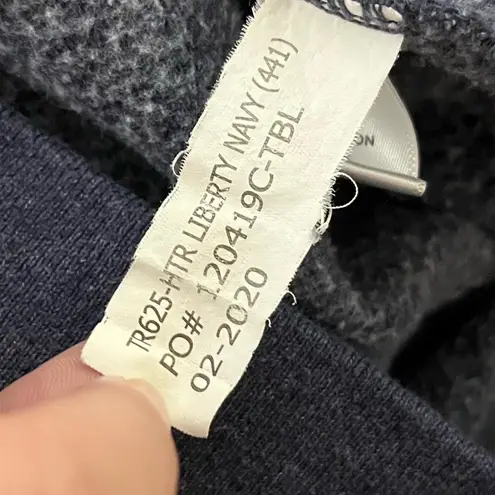 TR625-HTR LIBERTY NAVY (441)
PO# 120419C-TBL
02-2020